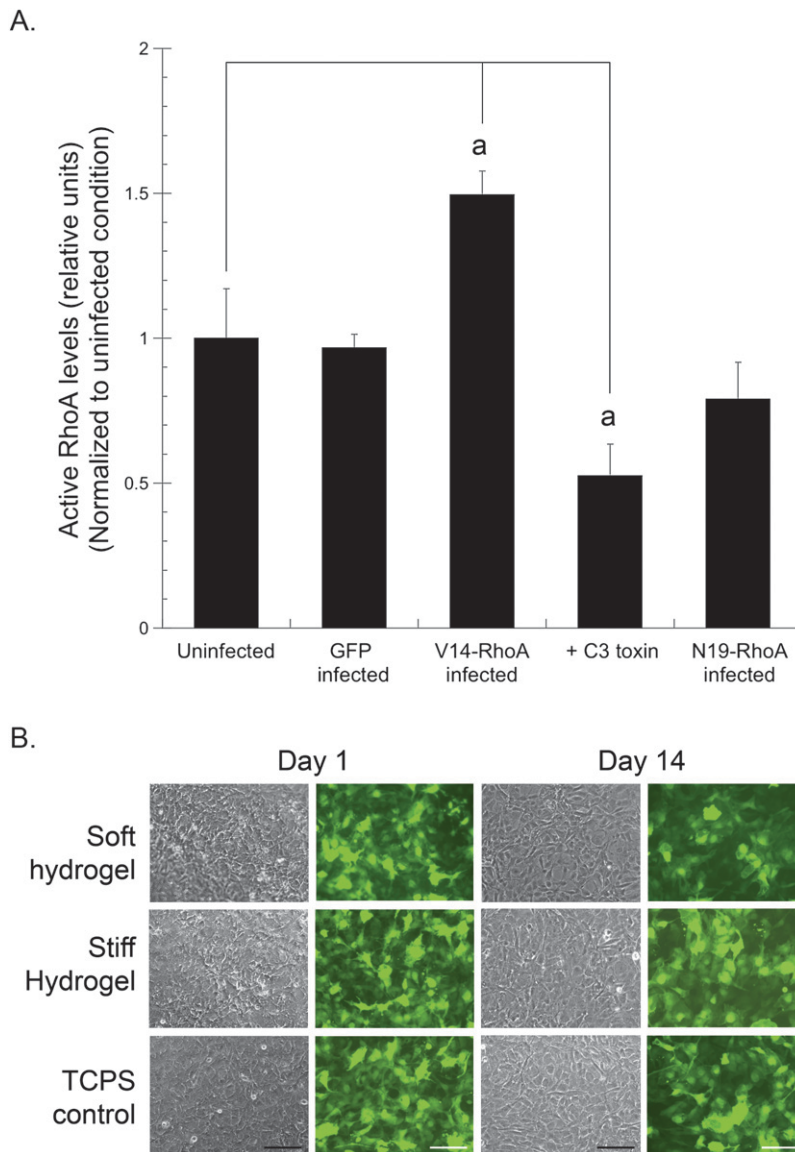 A.
Active RhoA levels (relative units)
(Normalized to uninfected condition)
2
1.5
1
0.5
0
a
a
Uninfected
GFP
infected
V14-RhoA
infected
+ C3 toxin
N19-RhoA
infected
B.
Day 1
Day 14
Soft
hydrogel
Stiff
Hydrogel
TCPS
control